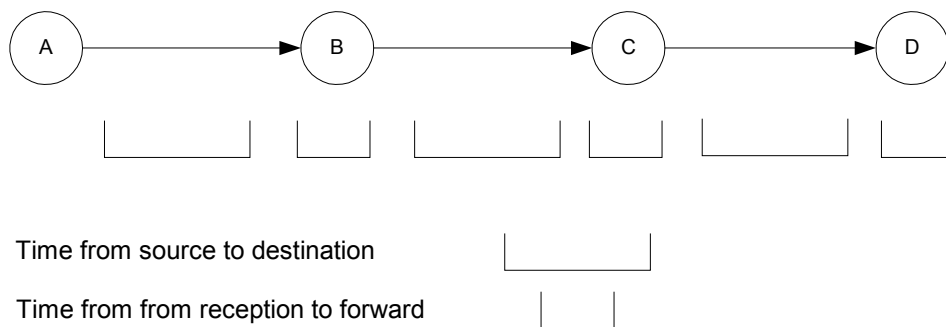 A
B
C
D
Time from source to destination
Time from from reception to forward